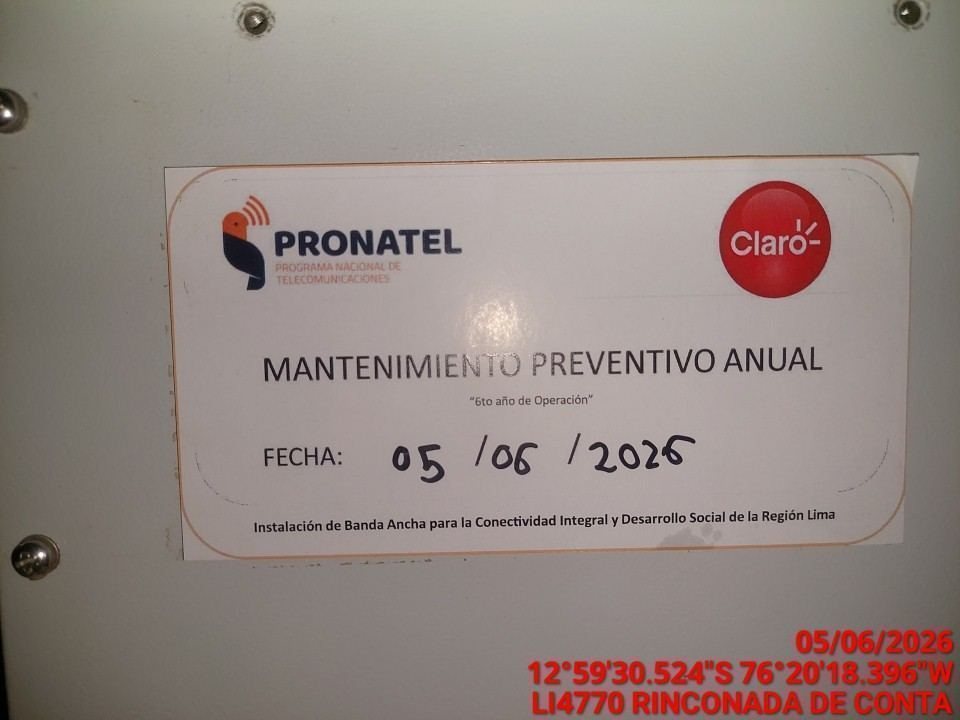 PRONATEL
PROGRAMA NACIONAL DE
TELECOMUNICACIONES
Claro
MANTENIMIENTO PREVENTIVO ANUAL
"6to año de Operación"
FECHA: 05 / 06 / 2026
Instalación de Banda Ancha para la Conectividad Integral y Desarrollo Social de la Región Lima
05/06/2026
12°59'30.524"S 76°20'18.396"W
LI4770 RINCONADA DE CONTA